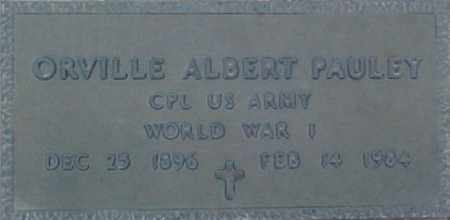 ORVILLE ALBERT PAULEY
CPL US ARMY
WORLD WAR I
DEC 25 1896 FEB 14 1984